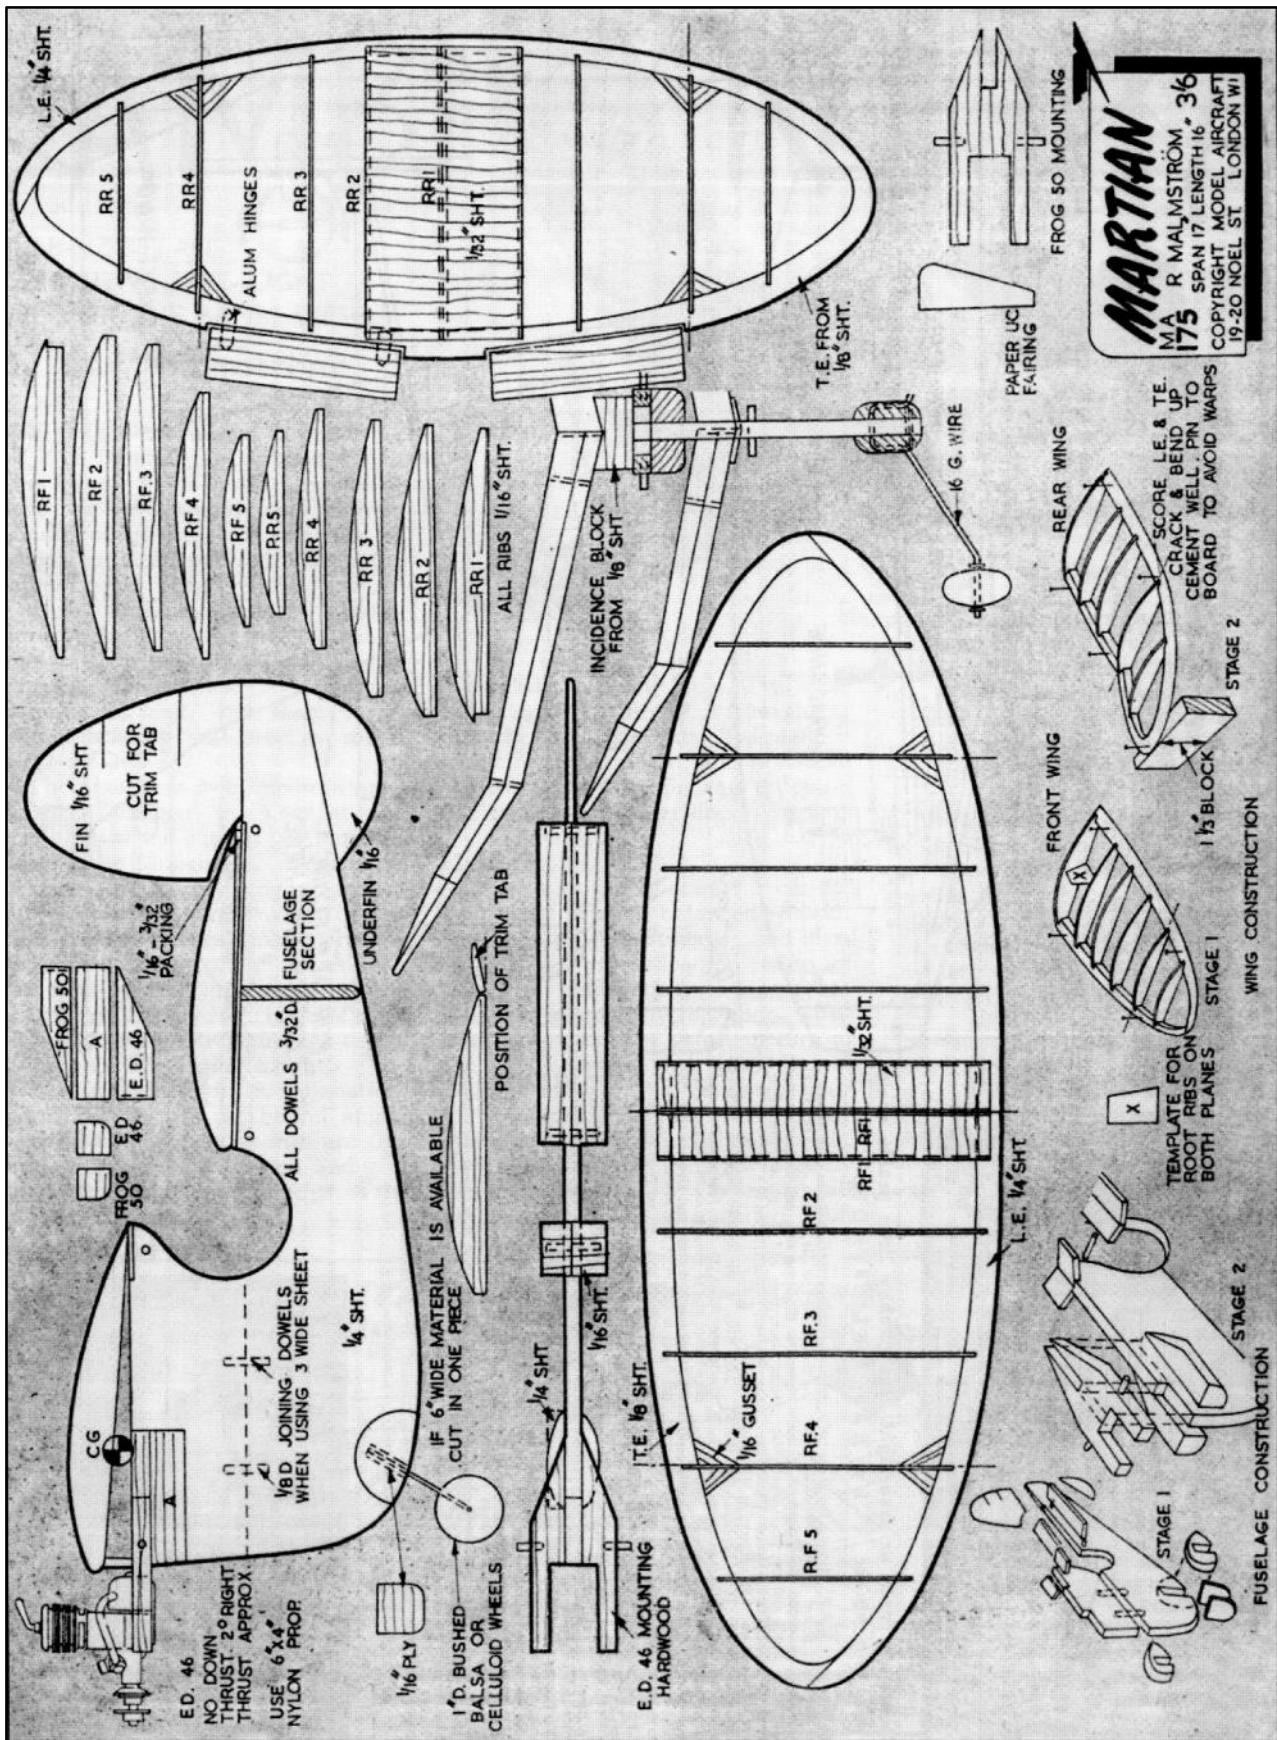 ED. 46
NO DOWN
THRUST. 2° RIGHT
THRUST APPROX.
USE 6"X4"
NYLON PROP.
CG
A
1/8 D JOINING DOWELS
WHEN USING 3 WIDE SHEET
1/4" SHT.
ALL DOWELS 3/32 D.
FUSELAGE
SECTION
FROG
50
E.D
46
FROG 50
A
E.D. 46
1/16"-3/32"
PACKING
FIN 1/16" SHT
CUT FOR
TRIM TAB
UNDERFIN 1/16"
RF 1
RF 2
RF.3
RF 4
RF 5
RR 5
RR 4
RR 3
RR 2
RR 1
ALL RIBS 1/16" SHT.
L.E. 1/4" SHT.
RR 5
RR4
ALUM HINGES
RR 3
RR 2
RR1
1/32" SHT.
T.E. FROM
1/8" SHT.
1/16 PLY
1" D. BUSHED
BALSA OR
CELLULOID WHEELS
IF 6" WIDE MATERIAL IS AVAILABLE
CUT IN ONE PIECE
POSITION OF TRIM TAB
1/4" SHT
1/16" SHT.
E.D. 46 MOUNTING
HARDWOOD
INCIDENCE BLOCK
FROM 1/8" SHT
16 G. WIRE
PAPER UC
FAIRING
FROG 50 MOUNTING
T.E. 1/8" SHT.
1/16" GUSSET
R.F 5
RF.4
RF.3
RF 2
RF1
RF1
1/32" SHT.
L.E. 1/4" SHT.
STAGE 1
STAGE 2
FUSELAGE CONSTRUCTION
X
TEMPLATE FOR
ROOT RIBS ON
BOTH PLANES
FRONT WING
X
STAGE 1
WING CONSTRUCTION
1 1/3" BLOCK
STAGE 2
REAR WING
SCORE L.E. & T.E.
CRACK & BEND UP
CEMENT WELL, PIN TO
BOARD TO AVOID WARPS
MARTIAN
MA
175
R MALMSTRÖM 3/6
SPAN 17 LENGTH 16"
COPYRIGHT MODEL AIRCRAFT
19-20 NOEL ST. LONDON W1